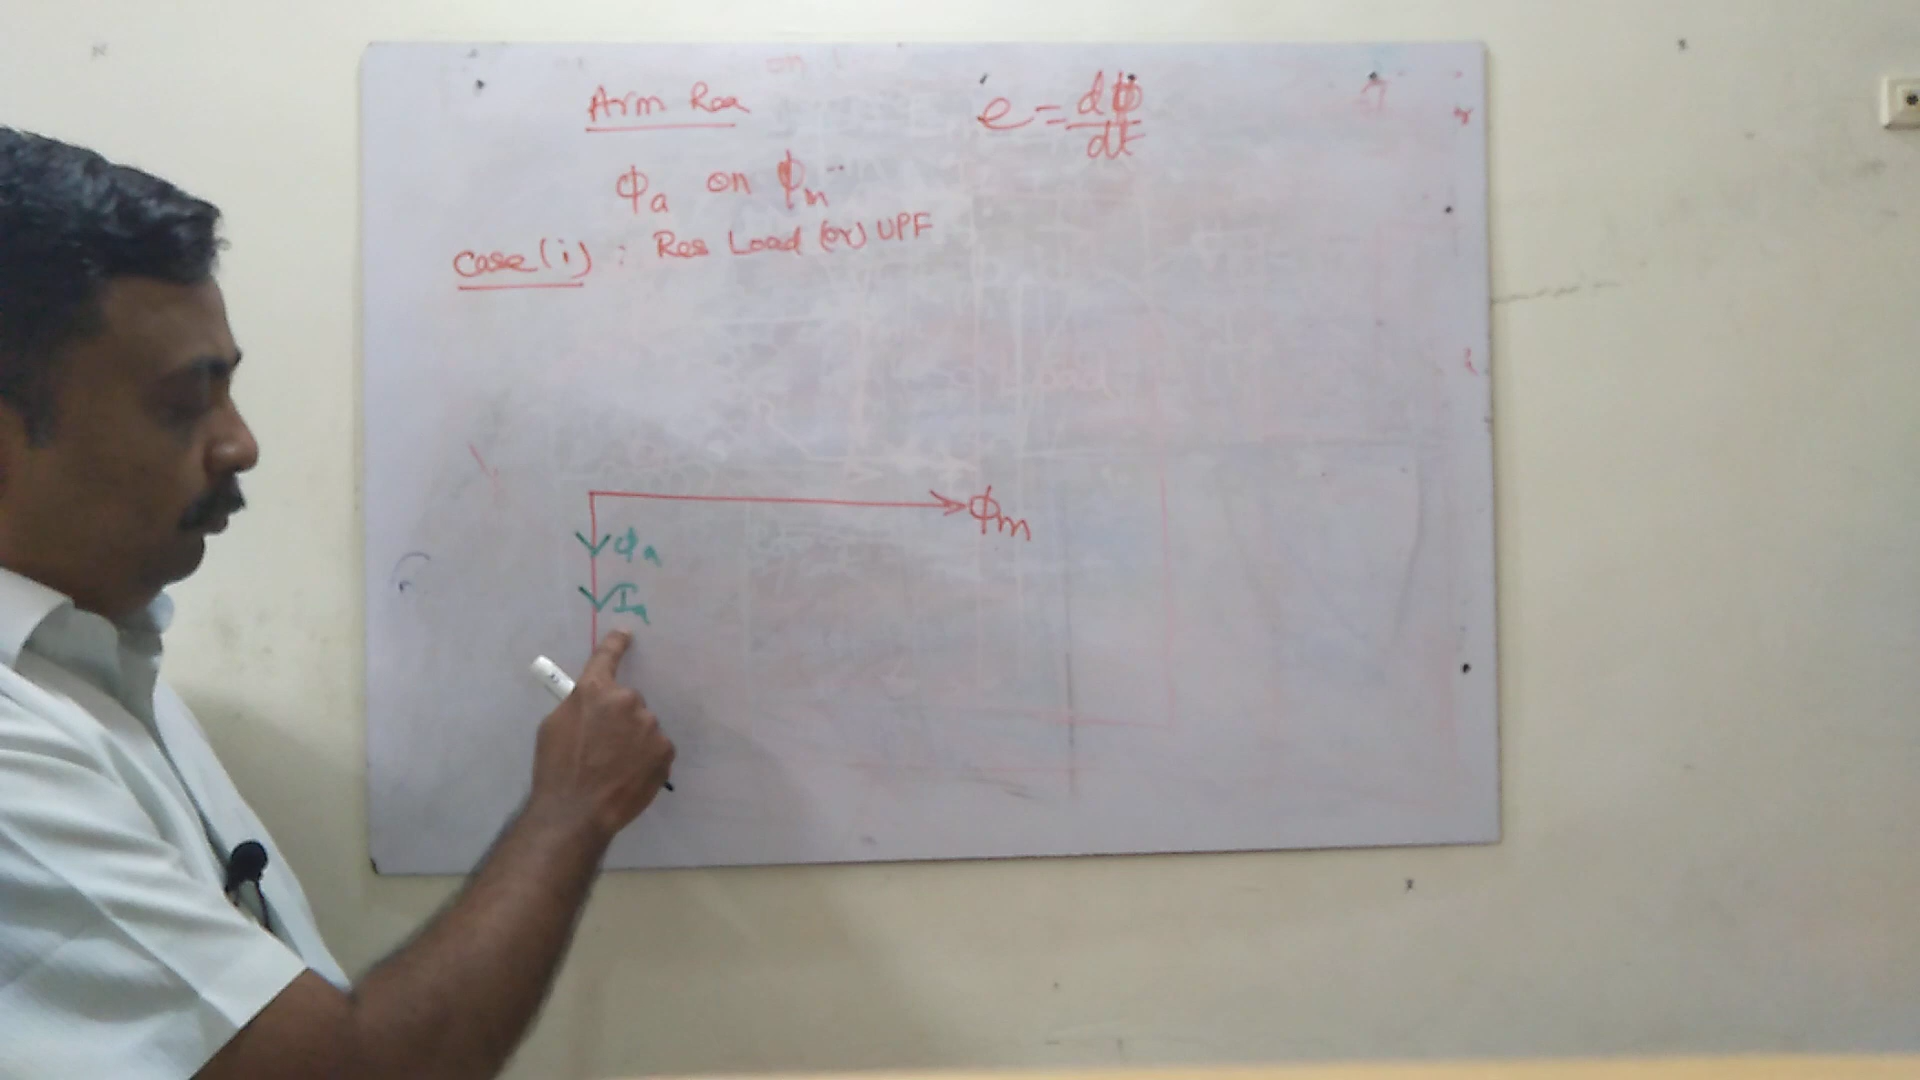 Arm Rea
e = dΦ/dt
Φa on Φm
Case(i) : Res Load (or) UPF
Φm
Φa
Ia